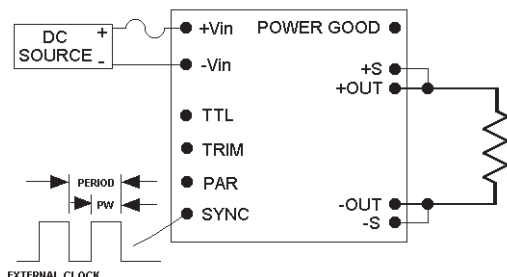 DC
SOURCE
+
-
+Vin
-Vin
TTL
TRIM
PAR
SYNC
POWER GOOD
+S
+OUT
-OUT
-S
PERIOD
PW
EXTERNAL CLOCK